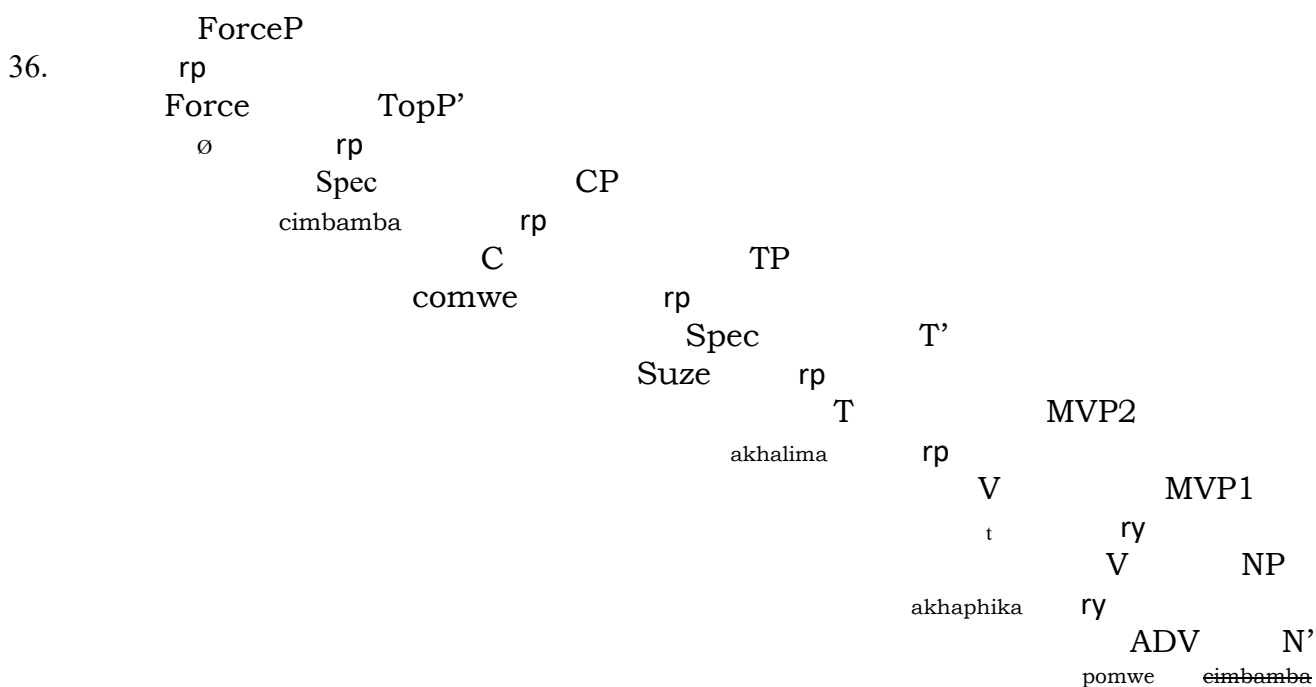 ForceP
36. rp
Force TopP’
Ø rp
Spec CP
cimbamba rp
C TP
comwe rp
Spec T’
Suze rp
T MVP2
akhalima rp
V MVP1
t ry
V NP
akhaphika ry
ADV N’
pomwe cimbamba